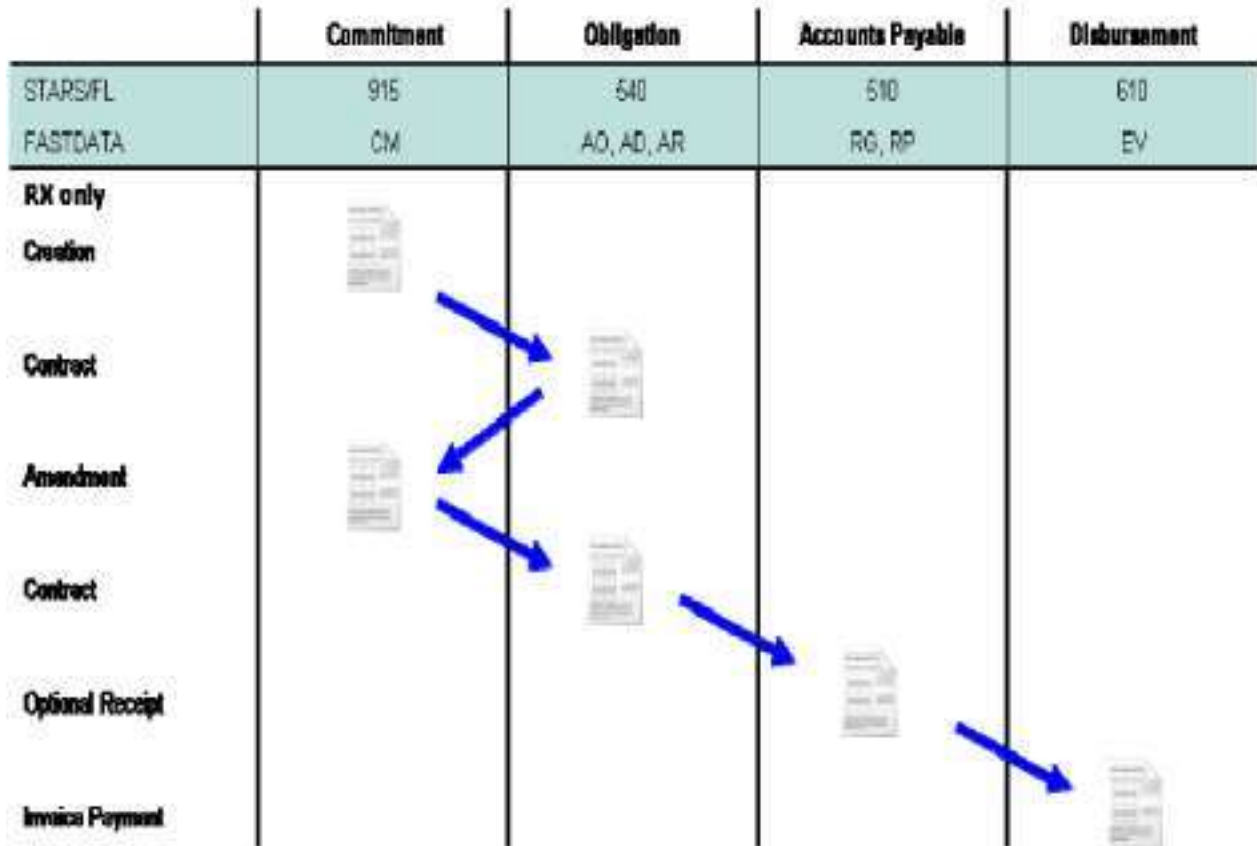 Commitment Obligation Accounts Payable Disbursement
STARS/FL 915 540 510 610
FASTDATA CM AO, AD, AR RG, RP EV
RX only
Creation
Contract
Amendment
Contract
Optional Receipt
Invoice Payment